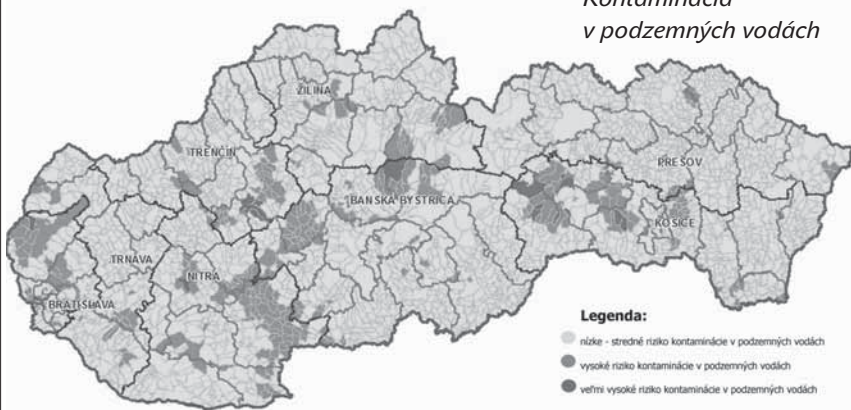 Kontaminácia
v podzemných vodách
ŽILINA
TRENČÍN
PREŠOV
BANSKÁ BYSTRICA
KOŠICE
TRNAVA
NITRA
BRATISLAVA
Legenda:
nízke - stredné riziko kontaminácie v podzemných vodách
vysoké riziko kontaminácie v podzemných vodách
veľmi vysoké riziko kontaminácie v podzemných vodách